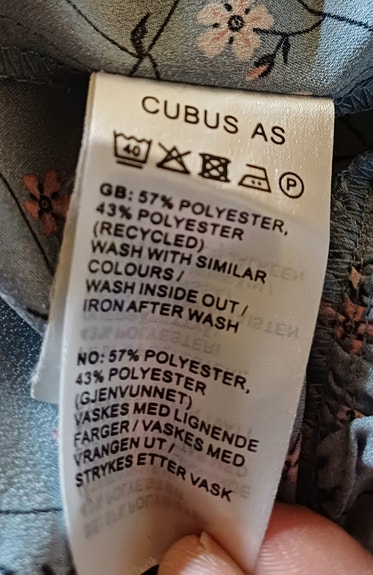 CUBUS AS
40 P
GB: 57% POLYESTER,
43% POLYESTER
(RECYCLED)
WASH WITH SIMILAR
COLOURS /
WASH INSIDE OUT /
IRON AFTER WASH
NO: 57% POLYESTER,
43% POLYESTER
(GJENVUNNET)
VASKES MED LIGNENDE
FARGER / VASKES MED
VRANGEN UT /
STRYKES ETTER VASK